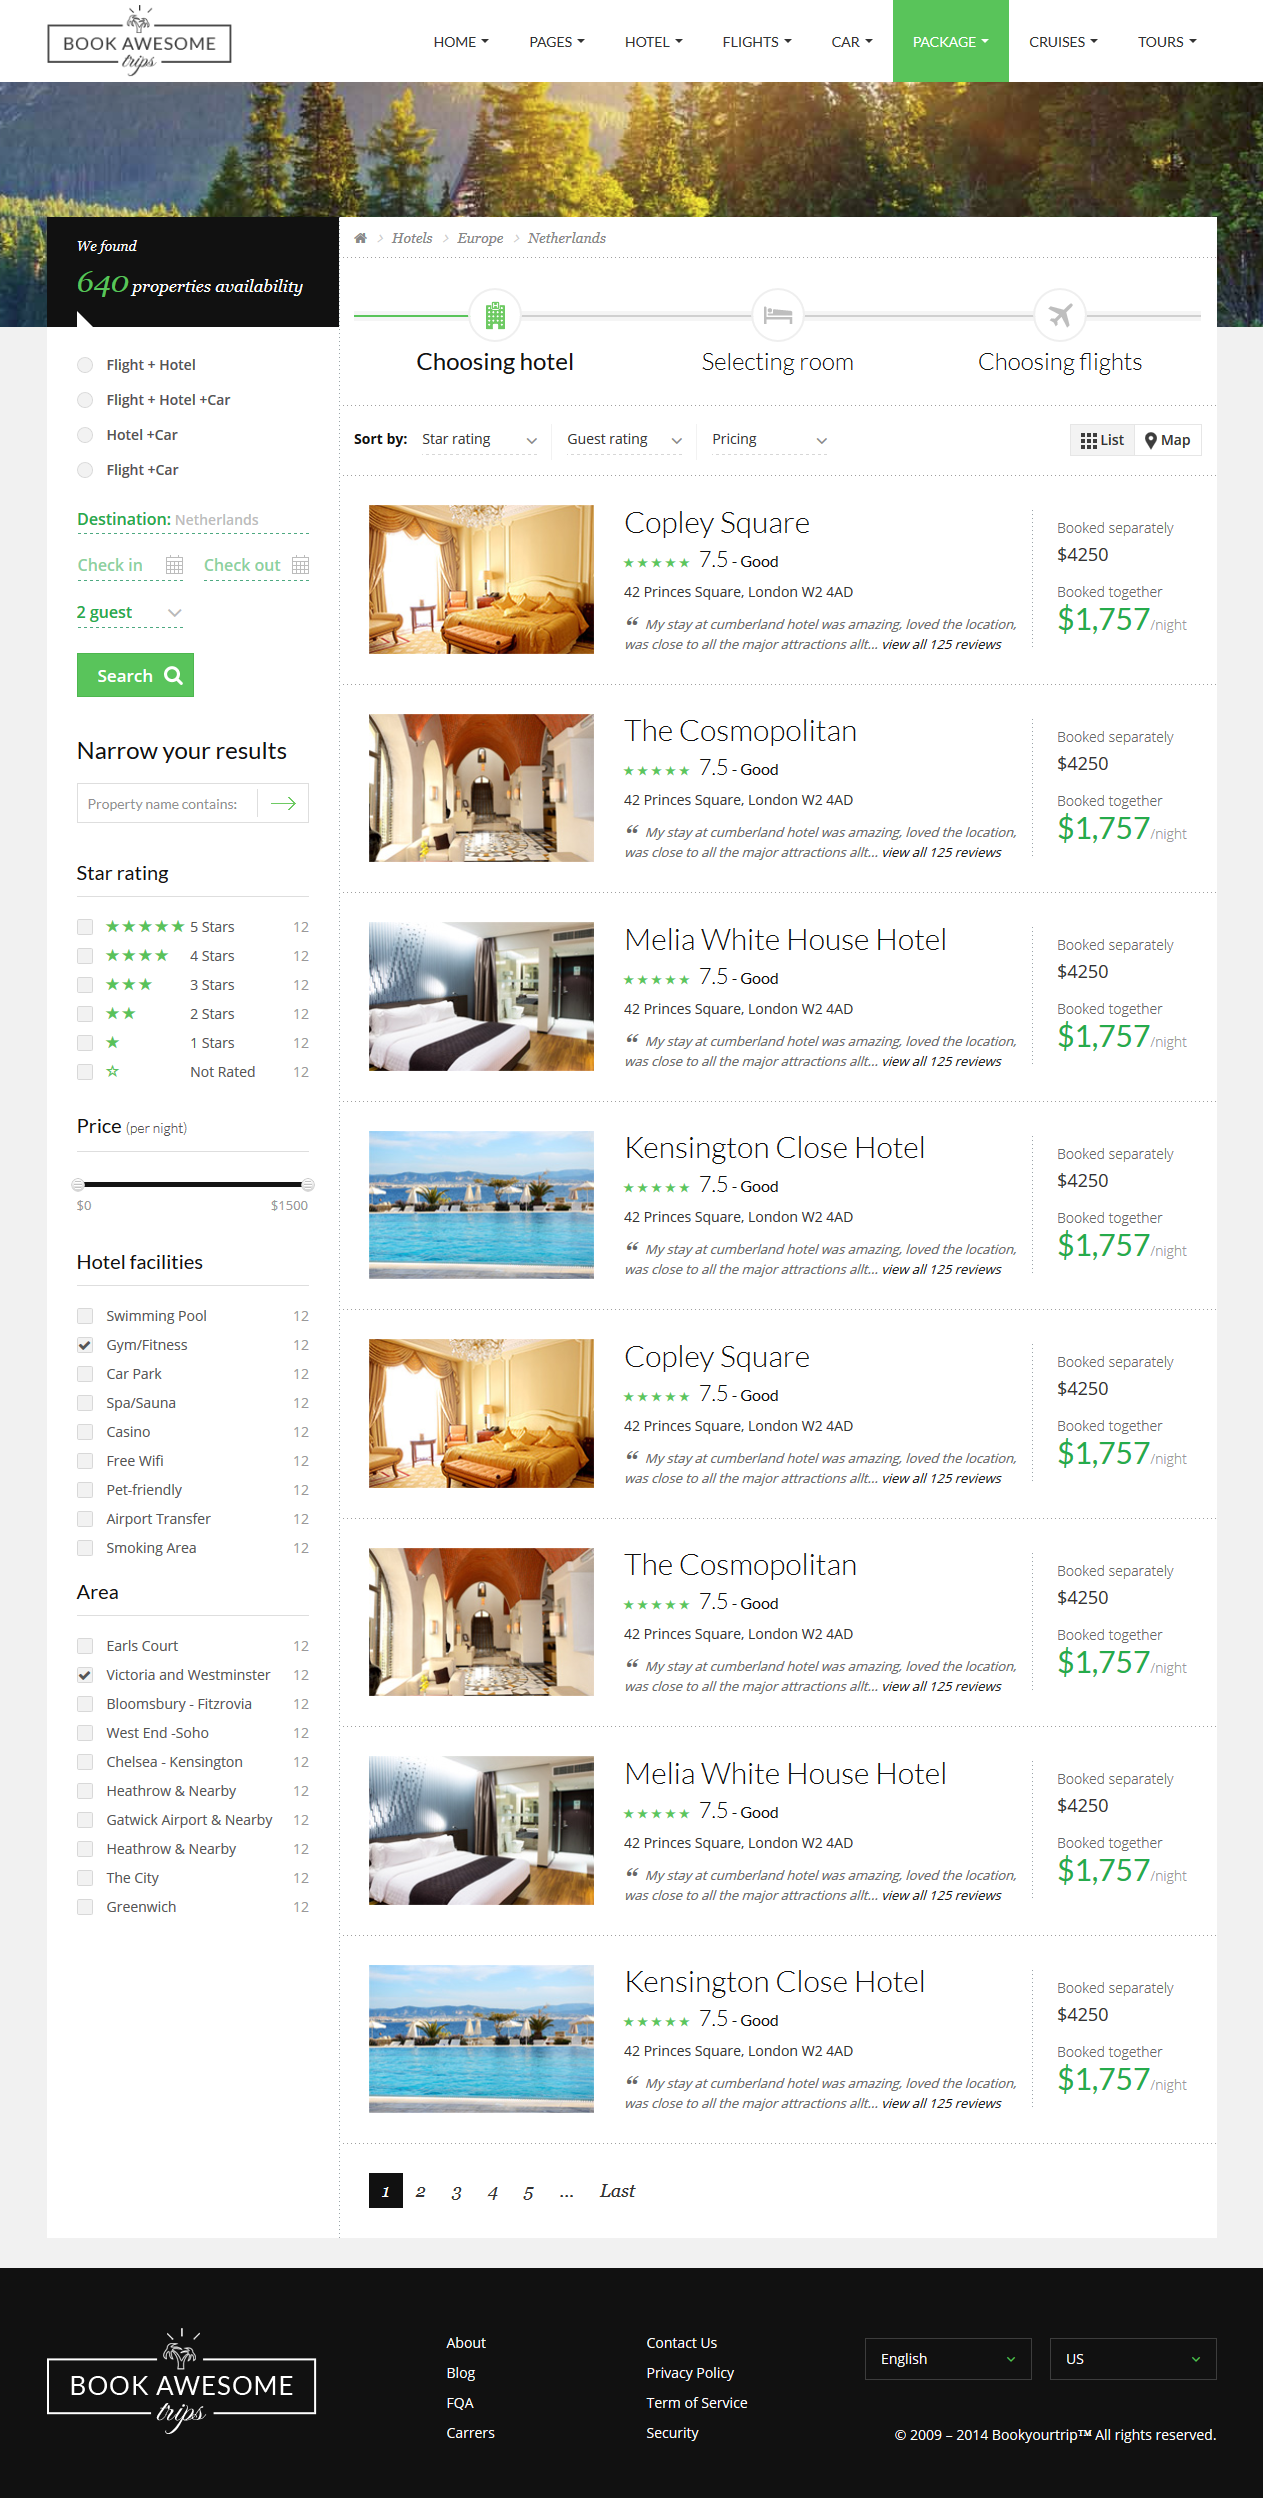 BOOK AWESOME
trips
HOME PAGES HOTEL FLIGHTS CAR PACKAGE CRUISES TOURS
We found
640 properties availability
Flight + Hotel
Flight + Hotel +Car
Hotel +Car
Flight +Car
Destination: Netherlands
Check in Check out
2 guest
Search
Narrow your results
Property name contains:
Star rating
★★★★★ 5 Stars 12
★★★★ 4 Stars 12
★★★ 3 Stars 12
★★ 2 Stars 12
★ 1 Stars 12
☆ Not Rated 12
Price (per night)
$0 $1500
Hotel facilities
Swimming Pool 12
Gym/Fitness 12
Car Park 12
Spa/Sauna 12
Casino 12
Free Wifi 12
Pet-friendly 12
Airport Transfer 12
Smoking Area 12
Area
Earls Court 12
Victoria and Westminster 12
Bloomsbury - Fitzrovia 12
West End -Soho 12
Chelsea - Kensington 12
Heathrow & Nearby 12
Gatwick Airport & Nearby 12
Heathrow & Nearby 12
The City 12
Greenwich 12
Hotels > Europe > Netherlands
Choosing hotel Selecting room Choosing flights
Sort by: Star rating Guest rating Pricing List Map
Copley Square
★★★★★ 7.5 - Good
42 Princes Square, London W2 4AD
“ My stay at cumberland hotel was amazing, loved the location,
was close to all the major attractions allt... view all 125 reviews
Booked separately
$4250
Booked together
$1,757/night
The Cosmopolitan
★★★★★ 7.5 - Good
42 Princes Square, London W2 4AD
“ My stay at cumberland hotel was amazing, loved the location,
was close to all the major attractions allt... view all 125 reviews
Booked separately
$4250
Booked together
$1,757/night
Melia White House Hotel
★★★★★ 7.5 - Good
42 Princes Square, London W2 4AD
“ My stay at cumberland hotel was amazing, loved the location,
was close to all the major attractions allt... view all 125 reviews
Booked separately
$4250
Booked together
$1,757/night
Kensington Close Hotel
★★★★★ 7.5 - Good
42 Princes Square, London W2 4AD
“ My stay at cumberland hotel was amazing, loved the location,
was close to all the major attractions allt... view all 125 reviews
Booked separately
$4250
Booked together
$1,757/night
Copley Square
★★★★★ 7.5 - Good
42 Princes Square, London W2 4AD
“ My stay at cumberland hotel was amazing, loved the location,
was close to all the major attractions allt... view all 125 reviews
Booked separately
$4250
Booked together
$1,757/night
The Cosmopolitan
★★★★★ 7.5 - Good
42 Princes Square, London W2 4AD
“ My stay at cumberland hotel was amazing, loved the location,
was close to all the major attractions allt... view all 125 reviews
Booked separately
$4250
Booked together
$1,757/night
Melia White House Hotel
★★★★★ 7.5 - Good
42 Princes Square, London W2 4AD
“ My stay at cumberland hotel was amazing, loved the location,
was close to all the major attractions allt... view all 125 reviews
Booked separately
$4250
Booked together
$1,757/night
Kensington Close Hotel
★★★★★ 7.5 - Good
42 Princes Square, London W2 4AD
“ My stay at cumberland hotel was amazing, loved the location,
was close to all the major attractions allt... view all 125 reviews
Booked separately
$4250
Booked together
$1,757/night
1 2 3 4 5 ... Last
BOOK AWESOME
trips
About
Blog
FQA
Carrers
Contact Us
Privacy Policy
Term of Service
Security
English US
© 2009 – 2014 Bookyourtrip™ All rights reserved.